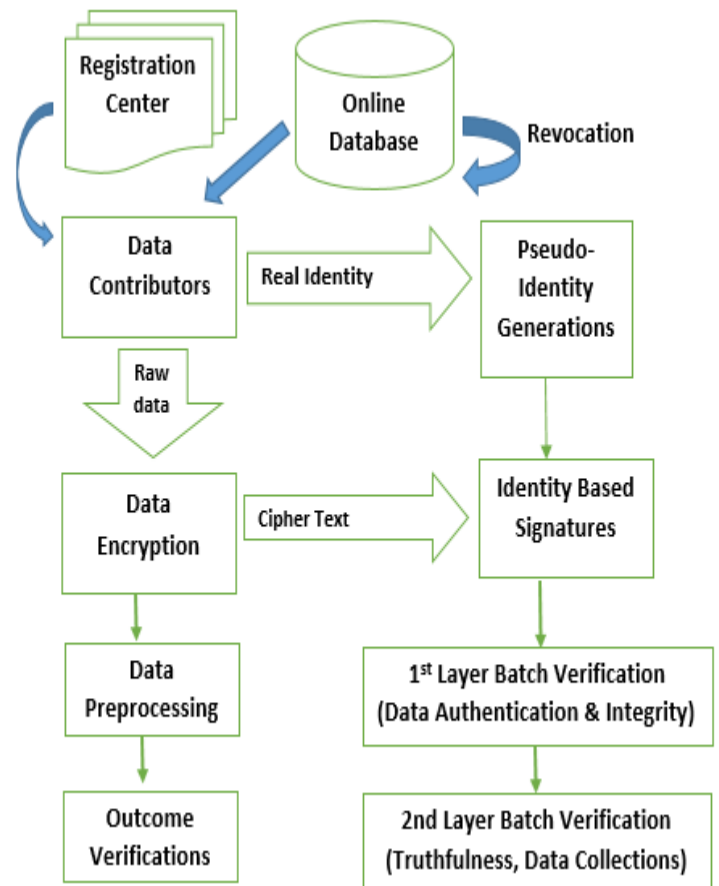 Registration
Center
Online
Database
Revocation
Data
Contributors
Real Identity
Pseudo-
Identity
Generations
Raw
data
Data
Encryption
Cipher Text
Identity Based
Signatures
Data
Preprocessing
1st Layer Batch Verification
(Data Authentication & Integrity)
Outcome
Verifications
2nd Layer Batch Verification
(Truthfulness, Data Collections)